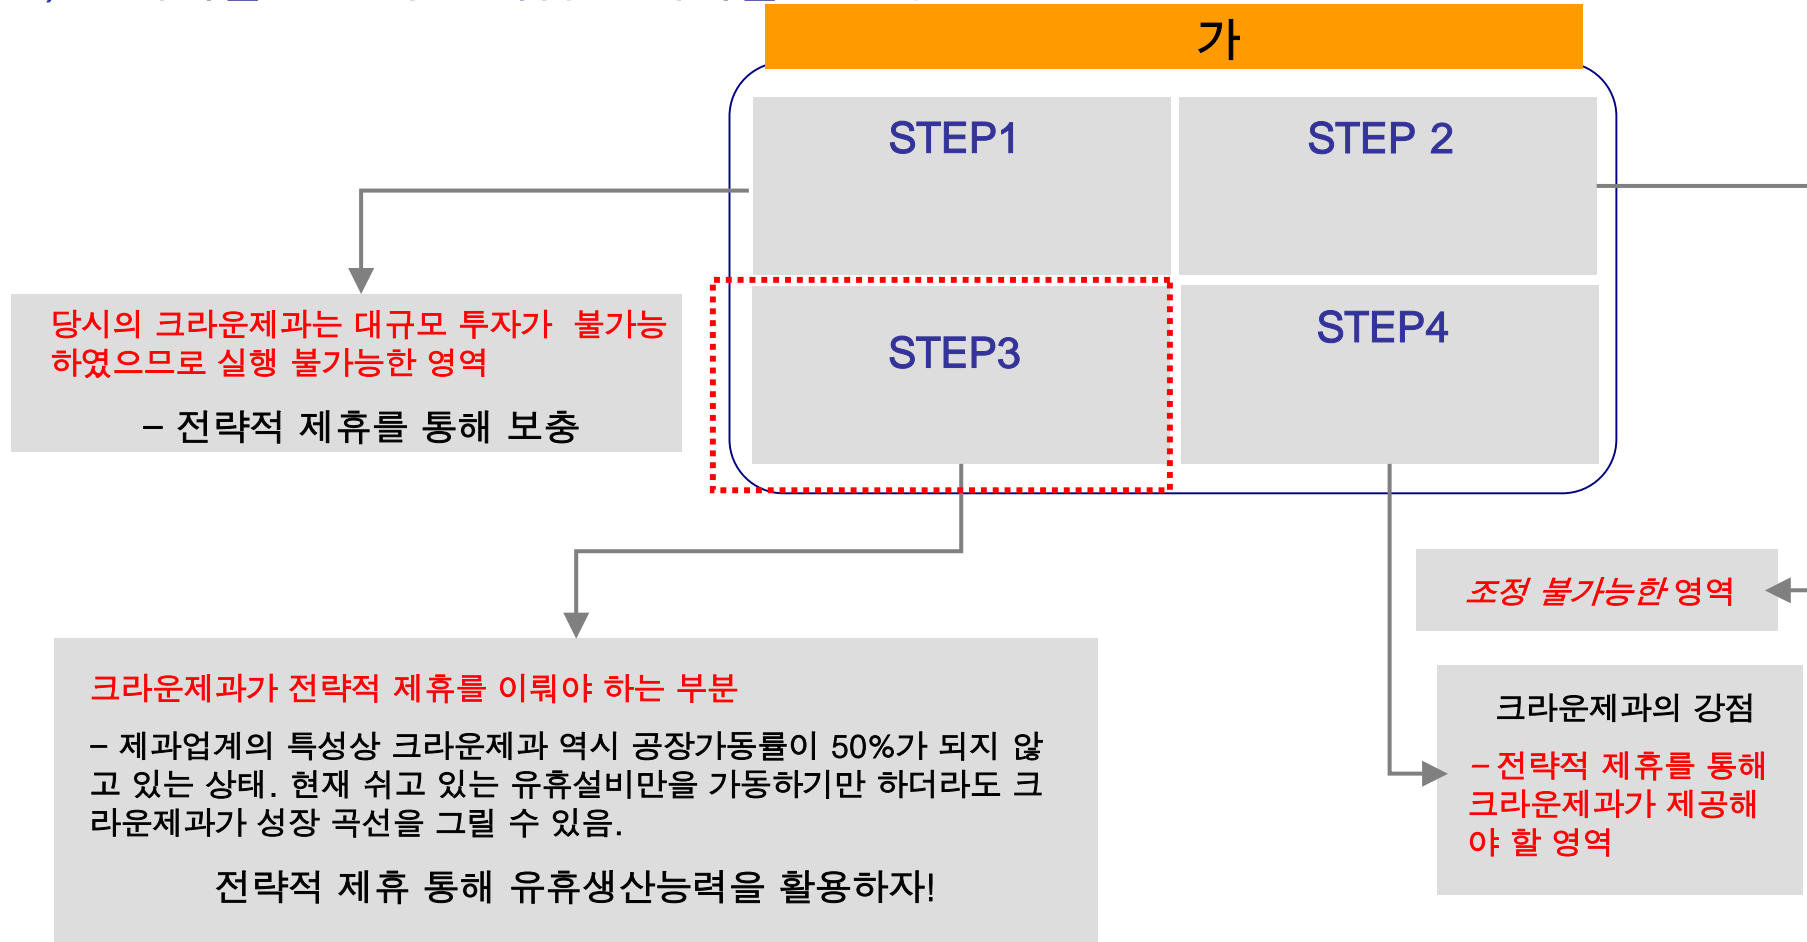 가
STEP1
STEP 2
STEP3
STEP4
당시의 크라운제과는 대규모 투자가 불가능
하였으므로 실행 불가능한 영역
– 전략적 제휴를 통해 보충
조정 불가능한 영역
크라운제과가 전략적 제휴를 이뤄야 하는 부분
– 제과업계의 특성상 크라운제과 역시 공장가동률이 50%가 되지 않
고 있는 상태. 현재 쉬고 있는 유휴설비만을 가동하기만 하더라도 크
라운제과가 성장 곡선을 그릴 수 있음.
전략적 제휴 통해 유휴생산능력을 활용하자!
크라운제과의 강점
– 전략적 제휴를 통해
크라운제과가 제공해
야 할 영역